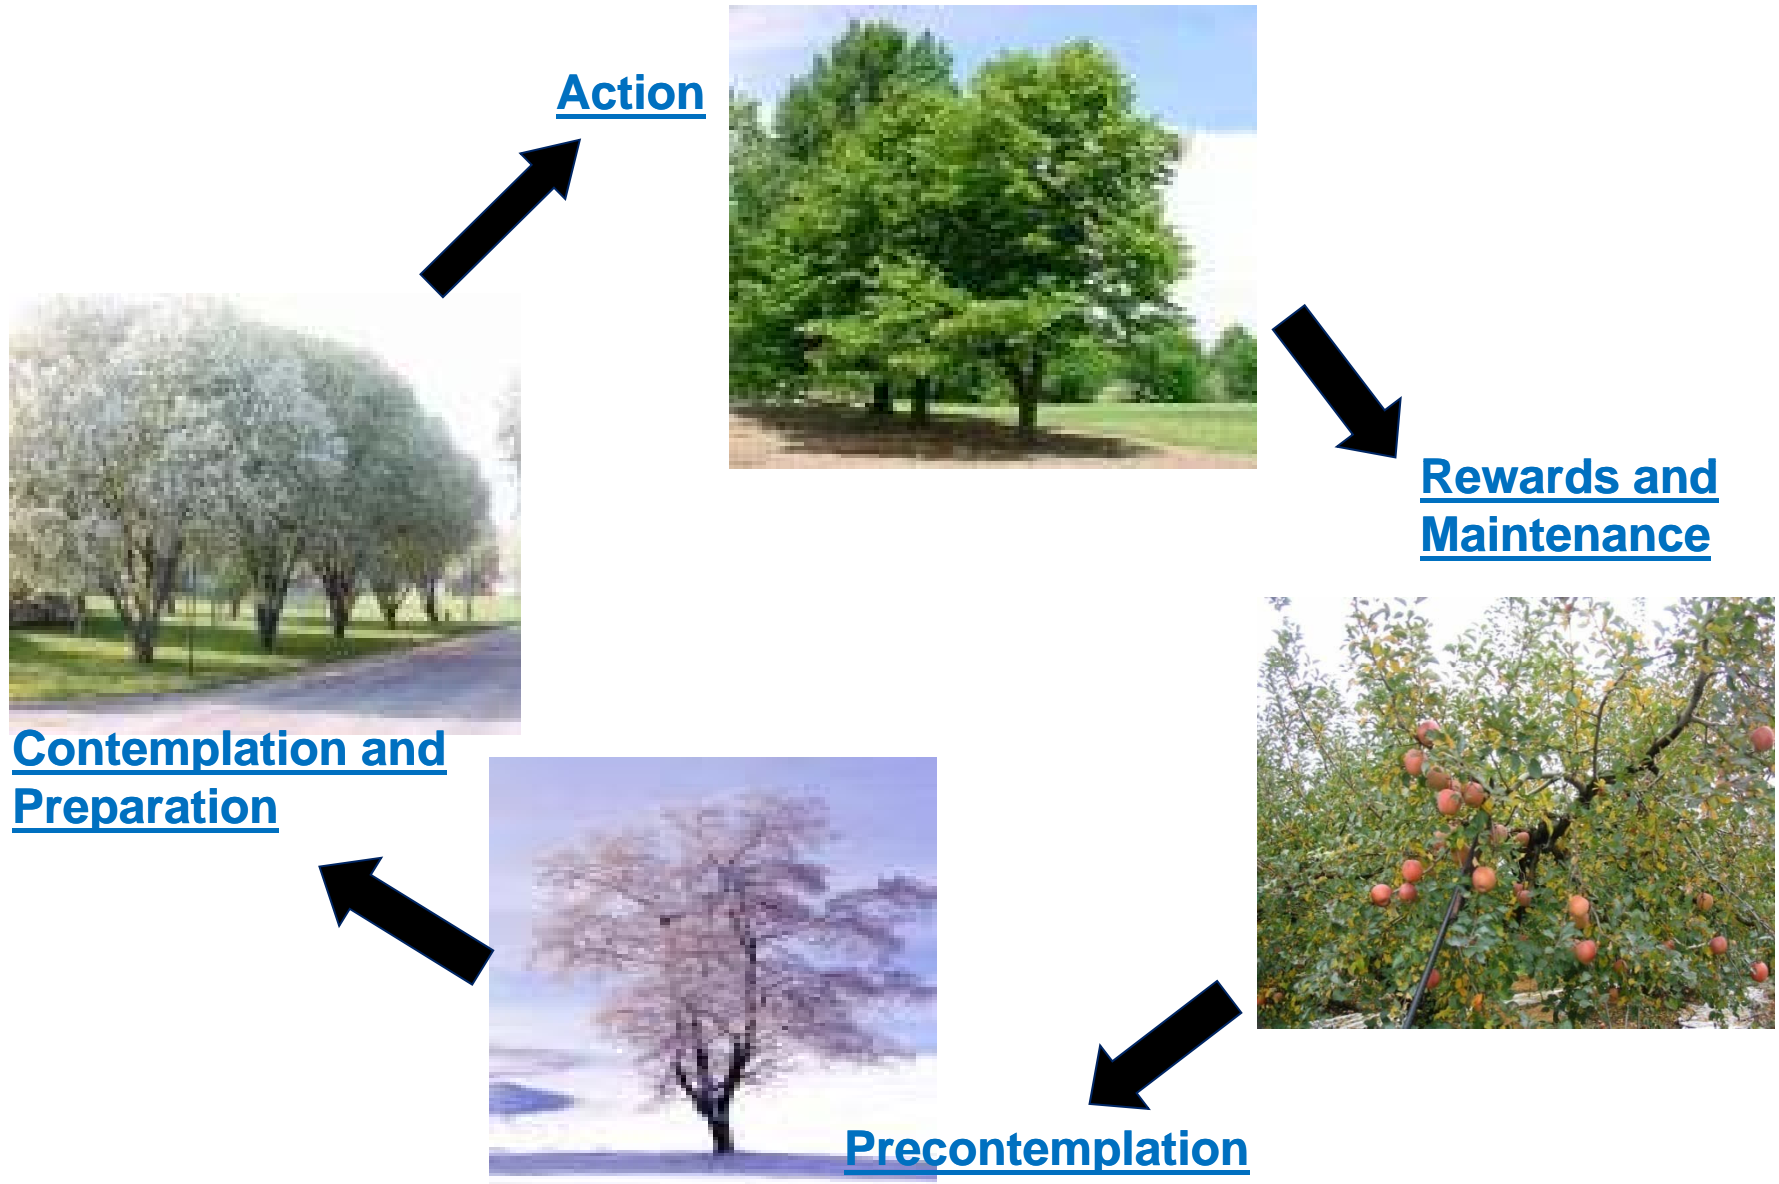 Action
Rewards and
Maintenance
Contemplation and
Preparation
Precontemplation